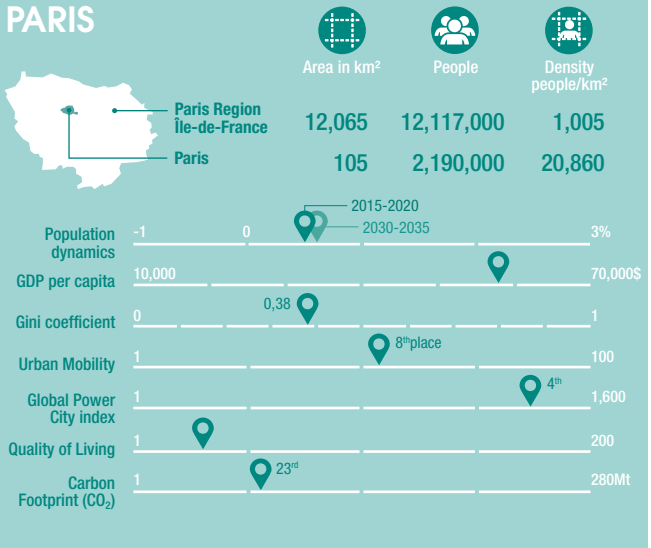 PARIS
Area in km²
People
Density
people/km²
Paris Region
Île-de-France
12,065
12,117,000
1,005
Paris
105
2,190,000
20,860
2015-2020
2030-2035
Population
dynamics
-1
0
3%
GDP per capita
10,000
70,000$
Gini coefficient
0
0,38
1
Urban Mobility
1
8th place
100
Global Power
City index
1
4th
1,600
Quality of Living
1
200
Carbon
Footprint (CO₂)
1
23rd
280Mt